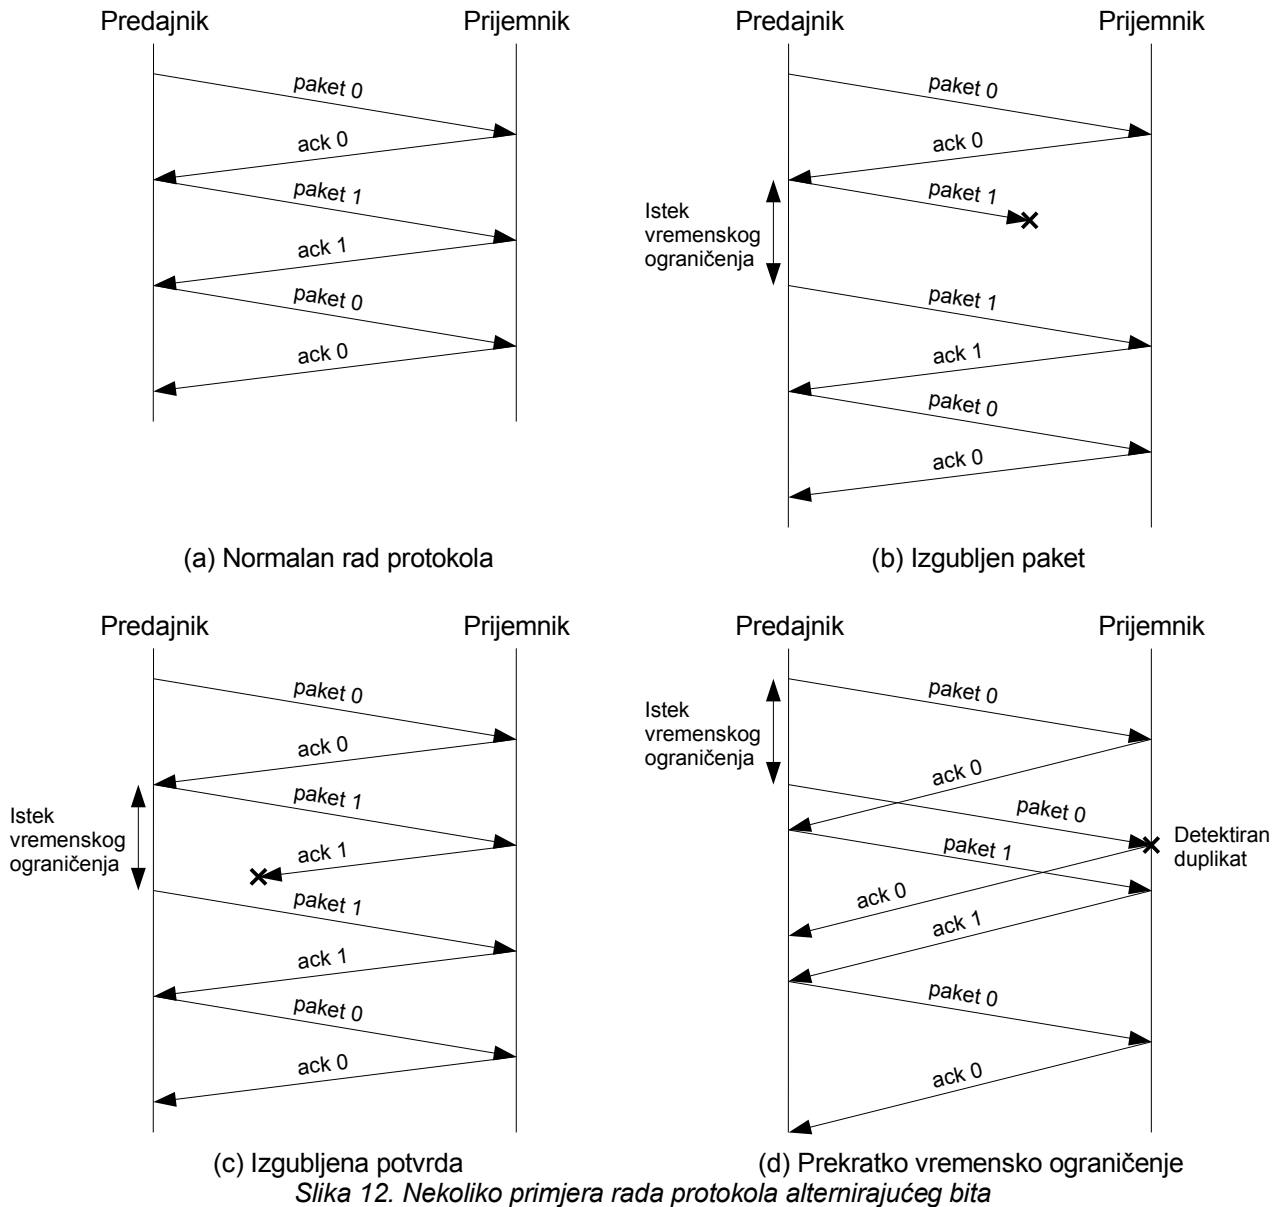 Predajnik Prijemnik
paket 0
ack 0
paket 1
ack 1
paket 0
ack 0
(a) Normalan rad protokola
Predajnik Prijemnik
paket 0
ack 0
paket 1
Istek
vremenskog
ograničenja
paket 1
ack 1
paket 0
ack 0
(b) Izgubljen paket
Predajnik Prijemnik
paket 0
ack 0
paket 1
Istek
vremenskog
ograničenja
ack 1
paket 1
ack 1
paket 0
ack 0
(c) Izgubljena potvrda
Predajnik Prijemnik
paket 0
Istek
vremenskog
ograničenja
ack 0
paket 0
Detektiran
duplikat
paket 1
ack 0
ack 1
paket 0
ack 0
(d) Prekratko vremensko ograničenje
Slika 12. Nekoliko primjera rada protokola alternirajućeg bita